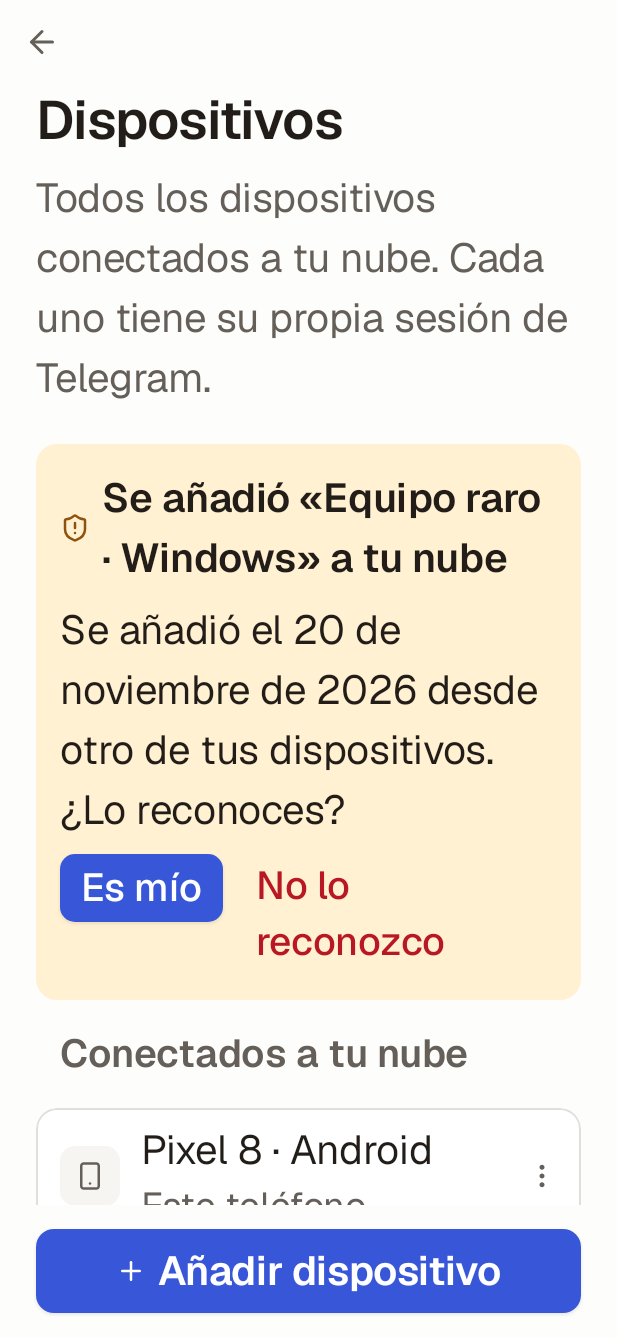 Dispositivos
Todos los dispositivos
conectados a tu nube. Cada
uno tiene su propia sesión de
Telegram.
Se añadió «Equipo raro
· Windows» a tu nube
Se añadió el 20 de
noviembre de 2026 desde
otro de tus dispositivos.
¿Lo reconoces?
Es mío
No lo
reconozco
Conectados a tu nube
Pixel 8 · Android
Este teléfono
+ Añadir dispositivo